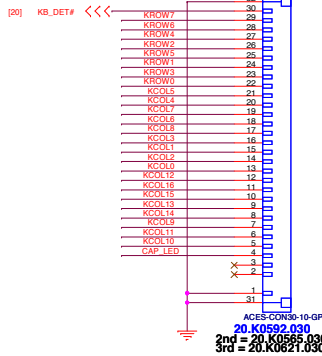 [20] KB_DET# 30
KROW7 29
KROW6 28
KROW4 27
KROW2 26
KROW5 25
KROW1 24
KROW3 23
KROW0 22
KCOL5 21
KCOL4 20
KCOL7 19
KCOL6 18
KCOL8 17
KCOL3 16
KCOL1 15
KCOL2 14
KCOL0 13
KCOL12 12
KCOL16 11
KCOL15 10
KCOL13 9
KCOL14 8
KCOL9 7
KCOL11 6
KCOL10 5
CAP_LED 4
3
2
1
31
ACES-CON30-10-GP
20.K0592.030
2nd = 20.K0565.030
3rd = 20.K0621.030